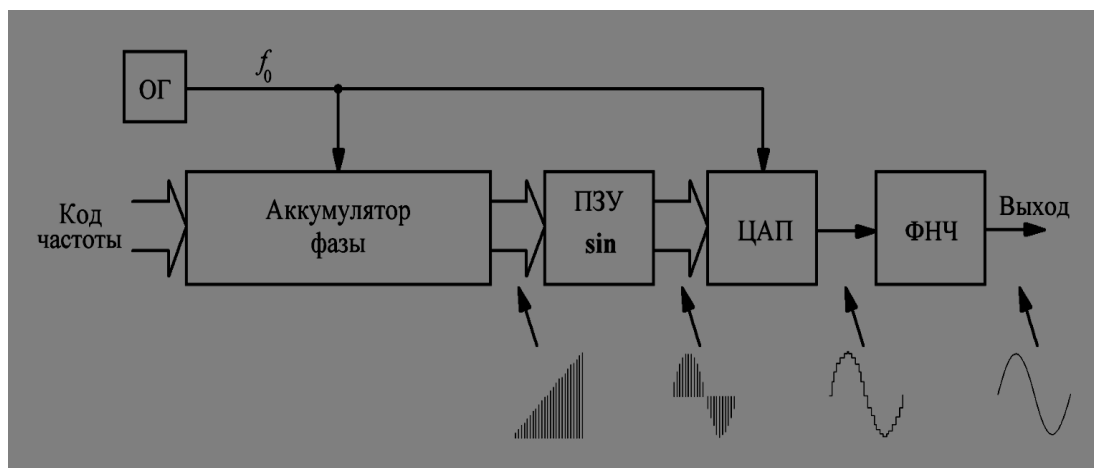 ОГ
f0
Код
частоты
Аккумулятор
фазы
ПЗУ
sin
ЦАП
ФНЧ
Выход